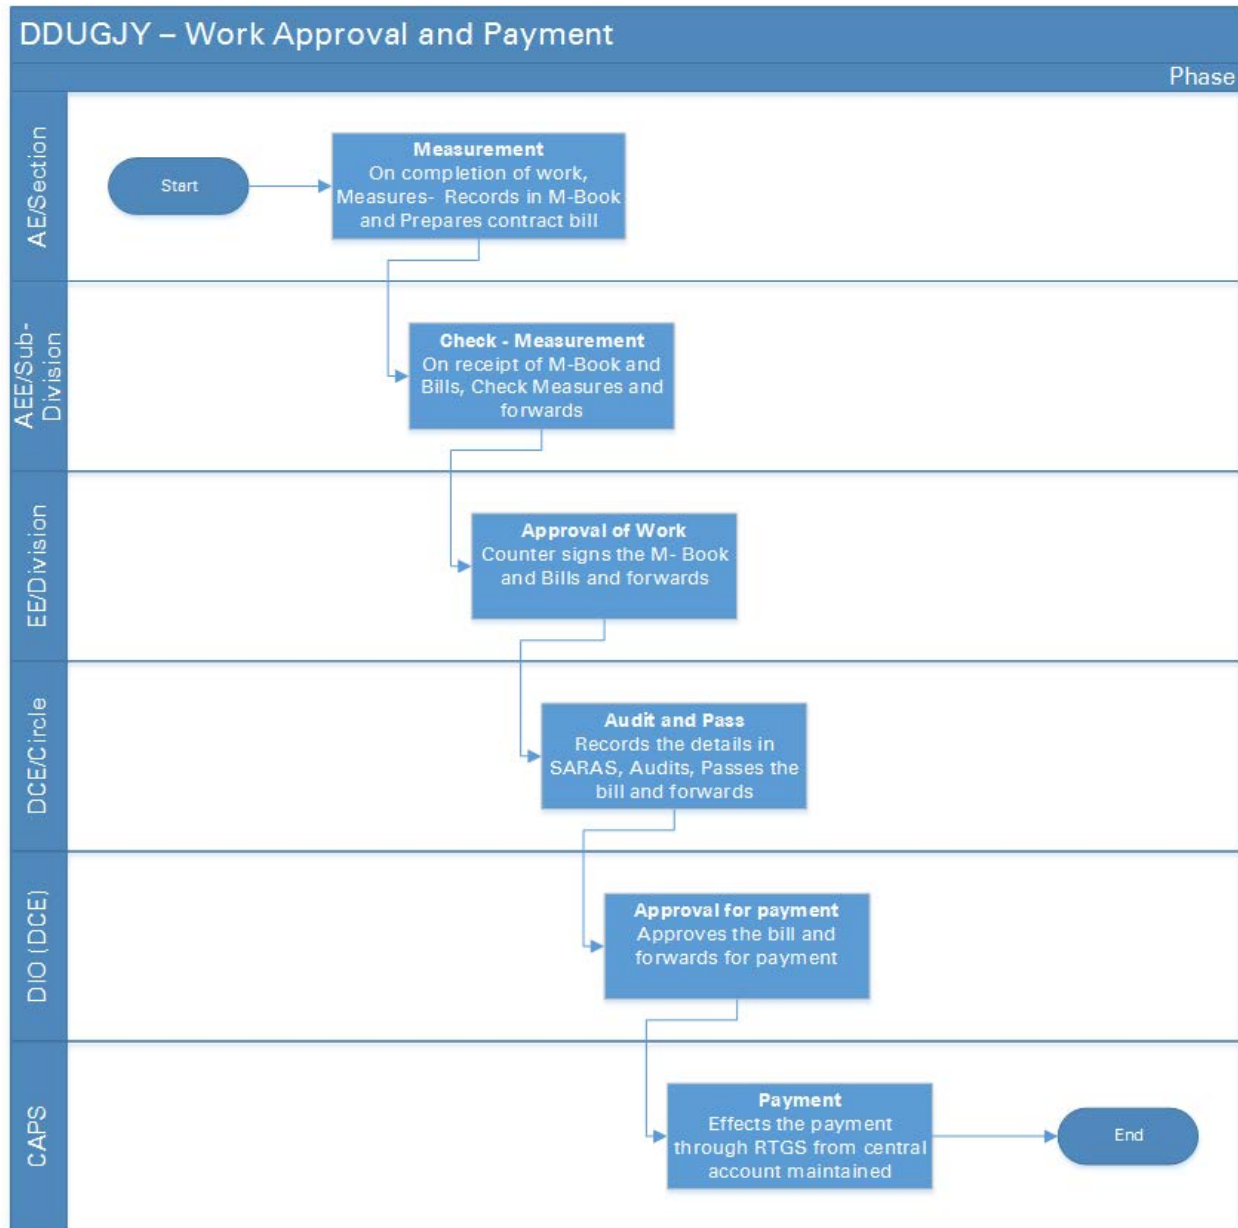 DDUGJY – Work Approval and Payment
Phase
AE/Section
Start
Measurement
On completion of work,
Measures-  Records in M-Book
and Prepares contract bill
AEE/Sub-
Division
Check - Measurement
On receipt of M-Book and
Bills, Check Measures and
forwards
EE/Division
Approval of Work
Counter signs the M- Book
and Bills and forwards
DCE/Circle
Audit and Pass
Records the details in
SARAS, Audits, Passes the
bill and forwards
DIO (DCE)
Approval for payment
Approves the bill and
forwards for payment
CAPS
Payment
Effects the payment
through RTGS from central
account maintained
End